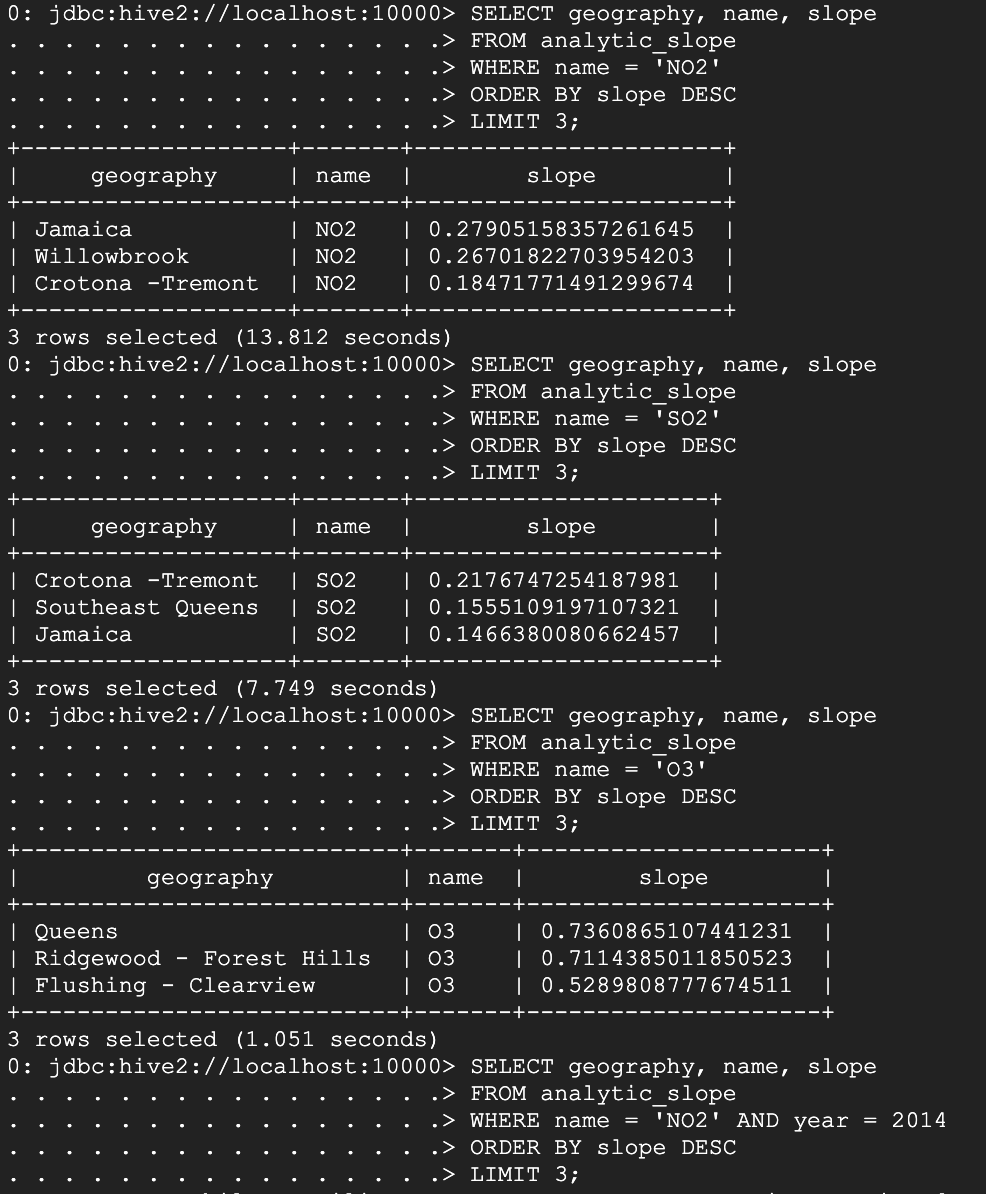 0: jdbc:hive2://localhost:10000> SELECT geography, name, slope
. . . . . . . . . . . . . . . .> FROM analytic_slope
. . . . . . . . . . . . . . . .> WHERE name = 'NO2'
. . . . . . . . . . . . . . . .> ORDER BY slope DESC
. . . . . . . . . . . . . . . .> LIMIT 3;
+-------------------+-------+----------------------+
|     geography     | name  |        slope         |
+-------------------+-------+----------------------+
| Jamaica           | NO2   | 0.27905158357261645  |
| Willowbrook       | NO2   | 0.26701822703954203  |
| Crotona -Tremont  | NO2   | 0.18471771491299674  |
+-------------------+-------+----------------------+
3 rows selected (13.812 seconds)
0: jdbc:hive2://localhost:10000> SELECT geography, name, slope
. . . . . . . . . . . . . . . .> FROM analytic_slope
. . . . . . . . . . . . . . . .> WHERE name = 'SO2'
. . . . . . . . . . . . . . . .> ORDER BY slope DESC
. . . . . . . . . . . . . . . .> LIMIT 3;
+-------------------+-------+---------------------+
|     geography     | name  |        slope        |
+-------------------+-------+---------------------+
| Crotona -Tremont  | SO2   | 0.2176747254187981  |
| Southeast Queens  | SO2   | 0.1555109197107321  |
| Jamaica           | SO2   | 0.1466380080662457  |
+-------------------+-------+---------------------+
3 rows selected (7.749 seconds)
0: jdbc:hive2://localhost:10000> SELECT geography, name, slope
. . . . . . . . . . . . . . . .> FROM analytic_slope
. . . . . . . . . . . . . . . .> WHERE name = 'O3'
. . . . . . . . . . . . . . . .> ORDER BY slope DESC
. . . . . . . . . . . . . . . .> LIMIT 3;
+---------------------------+-------+---------------------+
|         geography         | name  |        slope        |
+---------------------------+-------+---------------------+
| Queens                    | O3    | 0.7360865107441231  |
| Ridgewood - Forest Hills  | O3    | 0.7114385011850523  |
| Flushing - Clearview      | O3    | 0.5289808777674511  |
+---------------------------+-------+---------------------+
3 rows selected (1.051 seconds)
0: jdbc:hive2://localhost:10000> SELECT geography, name, slope
. . . . . . . . . . . . . . . .> FROM analytic_slope
. . . . . . . . . . . . . . . .> WHERE name = 'NO2' AND year = 2014
. . . . . . . . . . . . . . . .> ORDER BY slope DESC
. . . . . . . . . . . . . . . .> LIMIT 3;